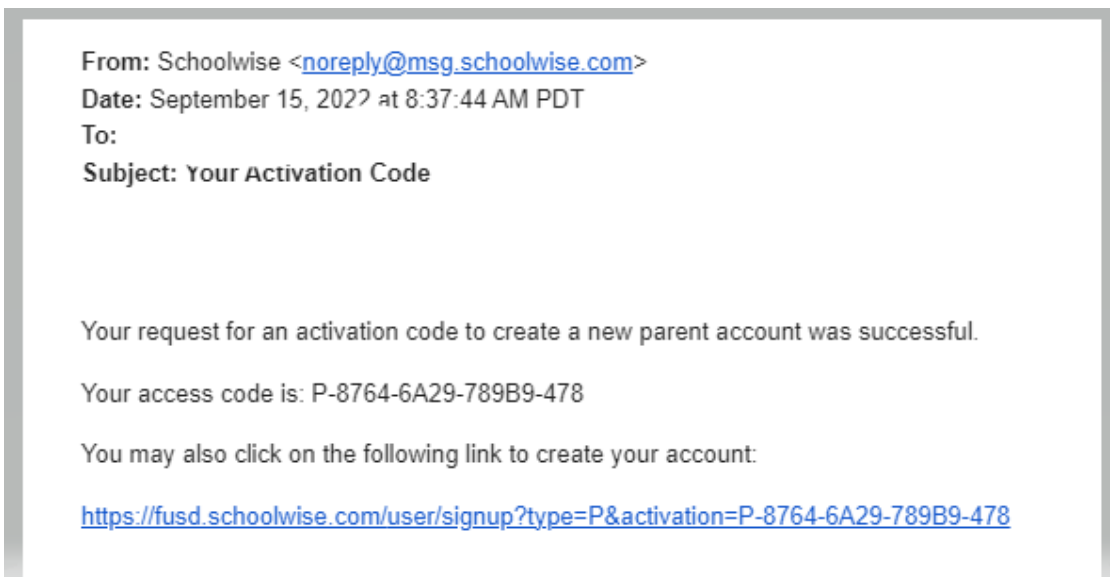 From: Schoolwise <noreply@msg.schoolwise.com>
Date: September 15, 2022 at 8:37:44 AM PDT
To:
Subject: Your Activation Code
Your request for an activation code to create a new parent account was successful.
Your access code is: P-8764-6A29-789B9-478
You may also click on the following link to create your account:
https://fusd.schoolwise.com/user/signup?type=P&activation=P-8764-6A29-789B9-478